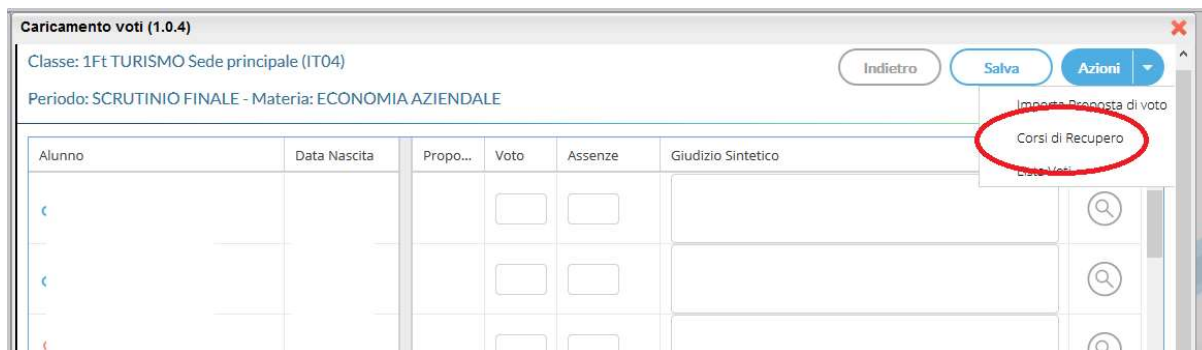 Caricamento voti (1.0.4)
Classe: 1Ft TURISMO Sede principale (IT04)
Indietro Salva Azioni
Periodo: SCRUTINIO FINALE - Materia: ECONOMIA AZIENDALE
Importa Proposta di voto
Corsi di Recupero
Lista Voti
Alunno Data Nascita Propo... Voto Assenze Giudizio Sintetico